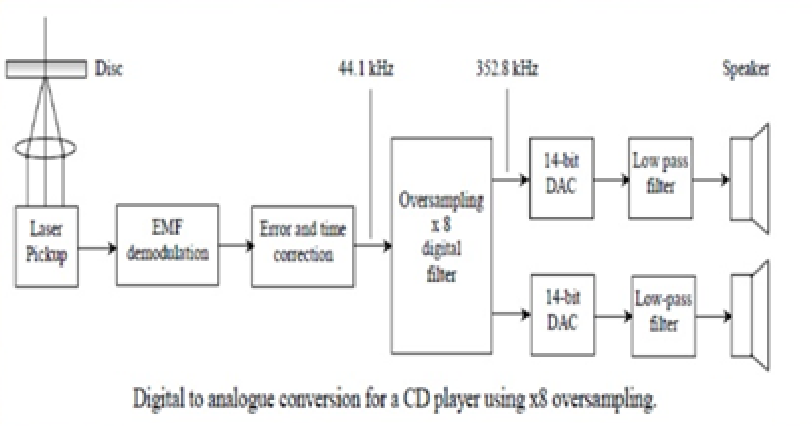 Disc
44.1 kHz
352.8 kHz
Speaker
Laser
Pickup
EMF
demodulation
Error and time
correction
Oversampling
x 8
digital
filter
14-bit
DAC
Low pass
filter
14-bit
DAC
Low-pass
filter
Digital to analogue conversion for a CD player using x8 oversampling.